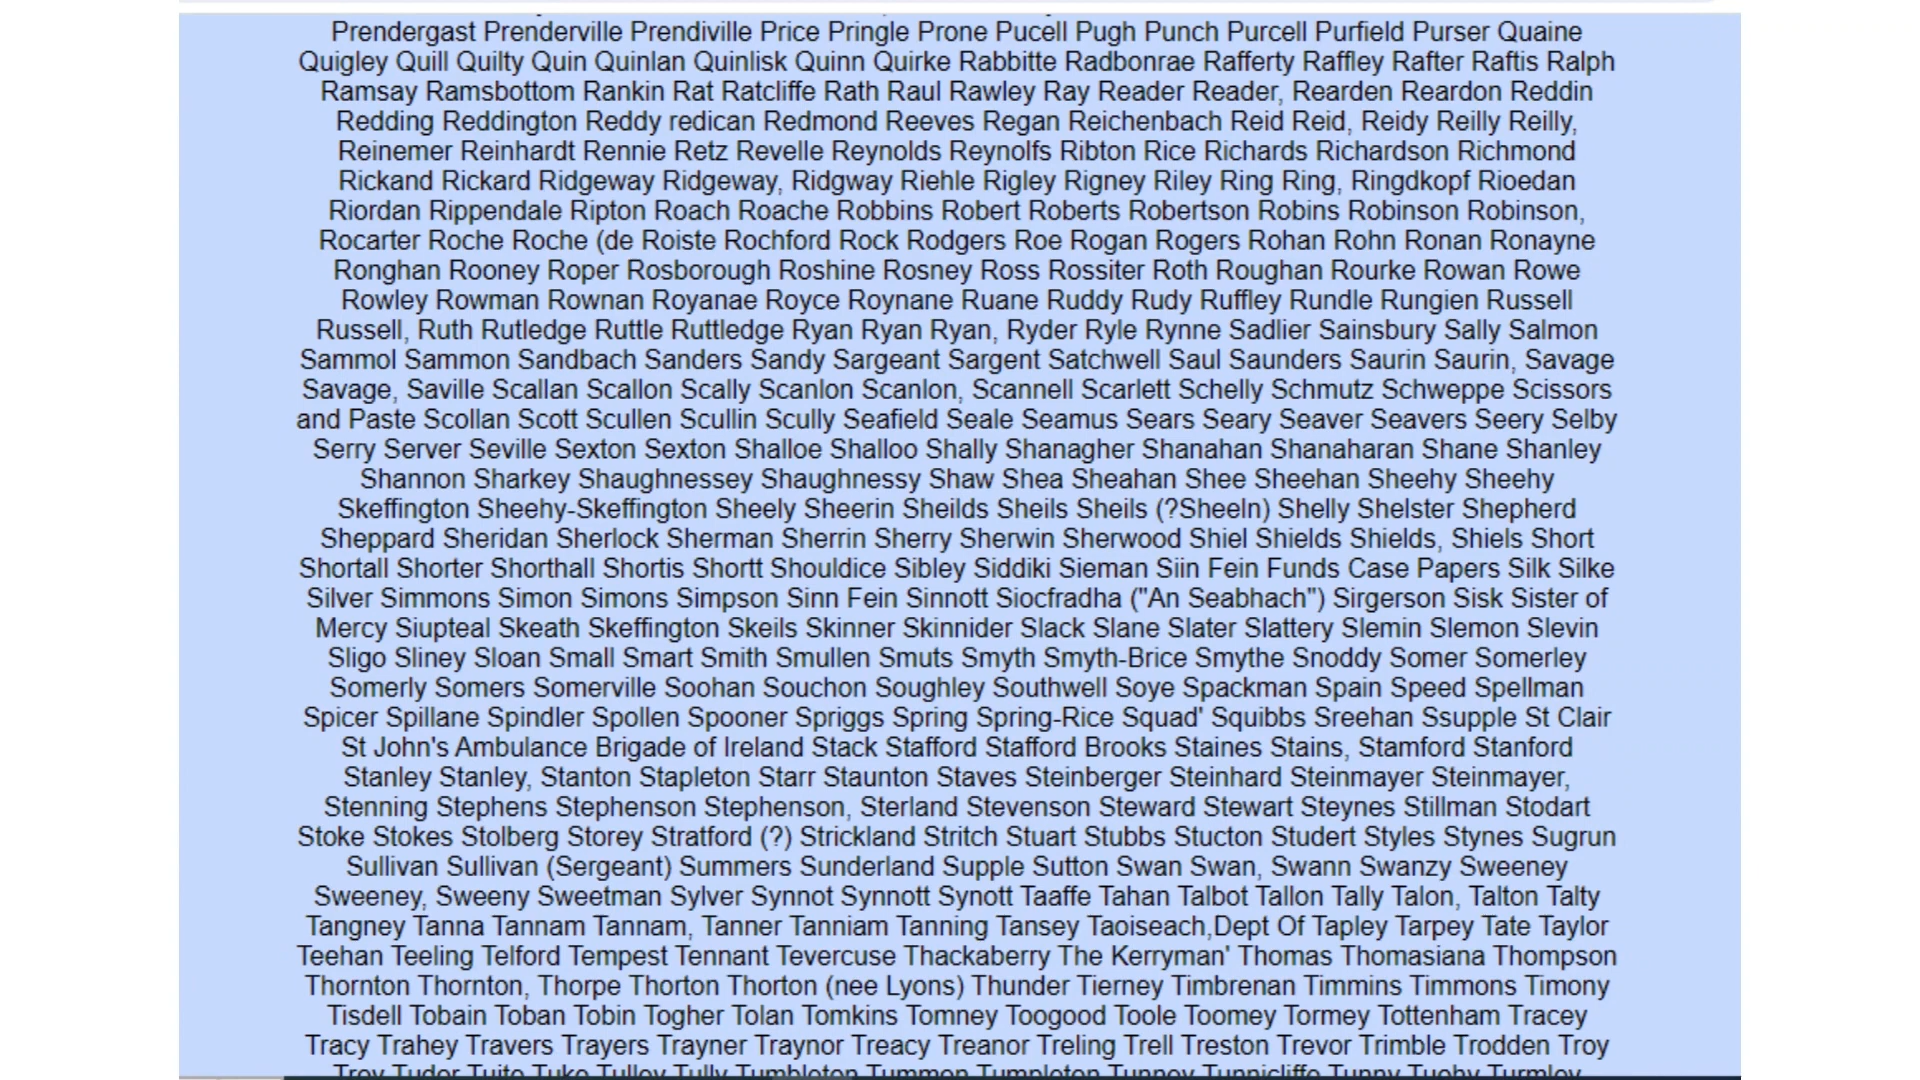 Prendergast Prenderville Prendiville Price Pringle Prone Pucell Pugh Punch Purcell Purfield Purser Quaine
Quigley Quill Quilty Quin Quinlan Quinlisk Quinn Quirke Rabbitte Radbonrae Rafferty Raffley Rafter Raftis Ralph
Ramsay Ramsbottom Rankin Rat Ratcliffe Rath Raul Rawley Ray Reader Reader, Rearden Reardon Reddin
Redding Reddington Reddy redican Redmond Reeves Regan Reichenbach Reid Reid, Reidy Reilly Reilly,
Reinemer Reinhardt Rennie Retz Revelle Reynolds Reynolfs Ribton Rice Richards Richardson Richmond
Rickand Rickard Ridgeway Ridgeway, Ridgway Riehle Rigley Rigney Riley Ring Ring, Ringdkopf Rioedan
Riordan Rippendale Ripton Roach Roache Robbins Robert Roberts Robertson Robins Robinson Robinson,
Rocarter Roche Roche (de Roiste Rochford Rock Rodgers Roe Rogan Rogers Rohan Rohn Ronan Ronayne
Ronghan Rooney Roper Rosborough Roshine Rosney Ross Rossiter Roth Roughan Rourke Rowan Rowe
Rowley Rowman Rownan Royanae Royce Roynane Ruane Ruddy Rudy Ruffley Rundle Rungien Russell
Russell, Ruth Rutledge Ruttle Ruttledge Ryan Ryan Ryan, Ryder Ryle Rynne Sadlier Sainsbury Sally Salmon
Sammol Sammon Sandbach Sanders Sandy Sargeant Sargent Satchwell Saul Saunders Saurin Saurin, Savage
Savage, Saville Scallan Scallon Scally Scanlon Scanlon, Scannell Scarlett Schelly Schmutz Schweppe Scissors
and Paste Scollan Scott Scullen Scullin Scully Seafield Seale Seamus Sears Seary Seaver Seavers Seery Selby
Serry Server Seville Sexton Sexton Shalloe Shalloo Shally Shanagher Shanahan Shanaharan Shane Shanley
Shannon Sharkey Shaughnessey Shaughnessy Shaw Shea Sheahan Shee Sheehan Sheehy Sheehy
Skeffington Sheehy-Skeffington Sheely Sheerin Sheilds Sheils Sheils (?Sheeln) Shelly Shelster Shepherd
Sheppard Sheridan Sherlock Sherman Sherrin Sherry Sherwin Sherwood Shiel Shields Shields, Shiels Short
Shortall Shorter Shorthall Shortis Shortt Shouldice Sibley Siddiki Sieman Siin Fein Funds Case Papers Silk Silke
Silver Simmons Simon Simons Simpson Sinn Fein Sinnott Siocfradha ("An Seabhach") Sirgerson Sisk Sister of
Mercy Siupteal Skeath Skeffington Skeils Skinner Skinnider Slack Slane Slater Slattery Slemin Slemon Slevin
Sligo Sliney Sloan Small Smart Smith Smullen Smuts Smyth Smyth-Brice Smythe Snoddy Somer Somerley
Somerly Somers Somerville Soohan Souchon Soughley Southwell Soye Spackman Spain Speed Spellman
Spicer Spillane Spindler Spollen Spooner Spriggs Spring Spring-Rice Squad' Squibbs Sreehan Ssupple St Clair
St John's Ambulance Brigade of Ireland Stack Stafford Stafford Brooks Staines Stains, Stamford Stanford
Stanley Stanley, Stanton Stapleton Starr Staunton Staves Steinberger Steinhard Steinmayer Steinmayer,
Stenning Stephens Stephenson Stephenson, Sterland Stevenson Steward Stewart Steynes Stillman Stodart
Stoke Stokes Stolberg Storey Stratford (?) Strickland Stritch Stuart Stubbs Stucton Studert Styles Stynes Sugrun
Sullivan Sullivan (Sergeant) Summers Sunderland Supple Sutton Swan Swan, Swann Swanzy Sweeney
Sweeney, Sweeny Sweetman Sylver Synnot Synnott Synott Taaffe Tahan Talbot Tallon Tally Talon, Talton Talty
Tangney Tanna Tannam Tannam, Tanner Tanniam Tanning Tansey Taoiseach,Dept Of Tapley Tarpey Tate Taylor
Teehan Teeling Telford Tempest Tennant Tevercuse Thackaberry The Kerryman' Thomas Thomasiana Thompson
Thornton Thornton, Thorpe Thorton Thorton (nee Lyons) Thunder Tierney Timbrenan Timmins Timmons Timony
Tisdell Tobain Toban Tobin Togher Tolan Tomkins Tomney Toogood Toole Toomey Tormey Tottenham Tracey
Tracy Trahey Travers Trayers Trayner Traynor Treacy Treanor Treling Trell Treston Trevor Trimble Trodden Troy
Troy Tudor Tuite Tuke Tulley Tully Tumbleton Tummon Tumpleton Tunney Tunnicliffe Tunny Tuohy Turmley